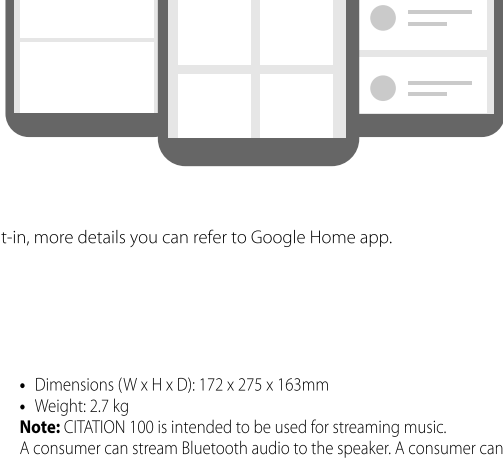 t-in, more details you can refer to Google Home app.
• Dimensions (W x H x D): 172 x 275 x 163mm
• Weight: 2.7 kg
Note: CITATION 100 is intended to be used for streaming music.
A consumer can stream Bluetooth audio to the speaker. A consumer can